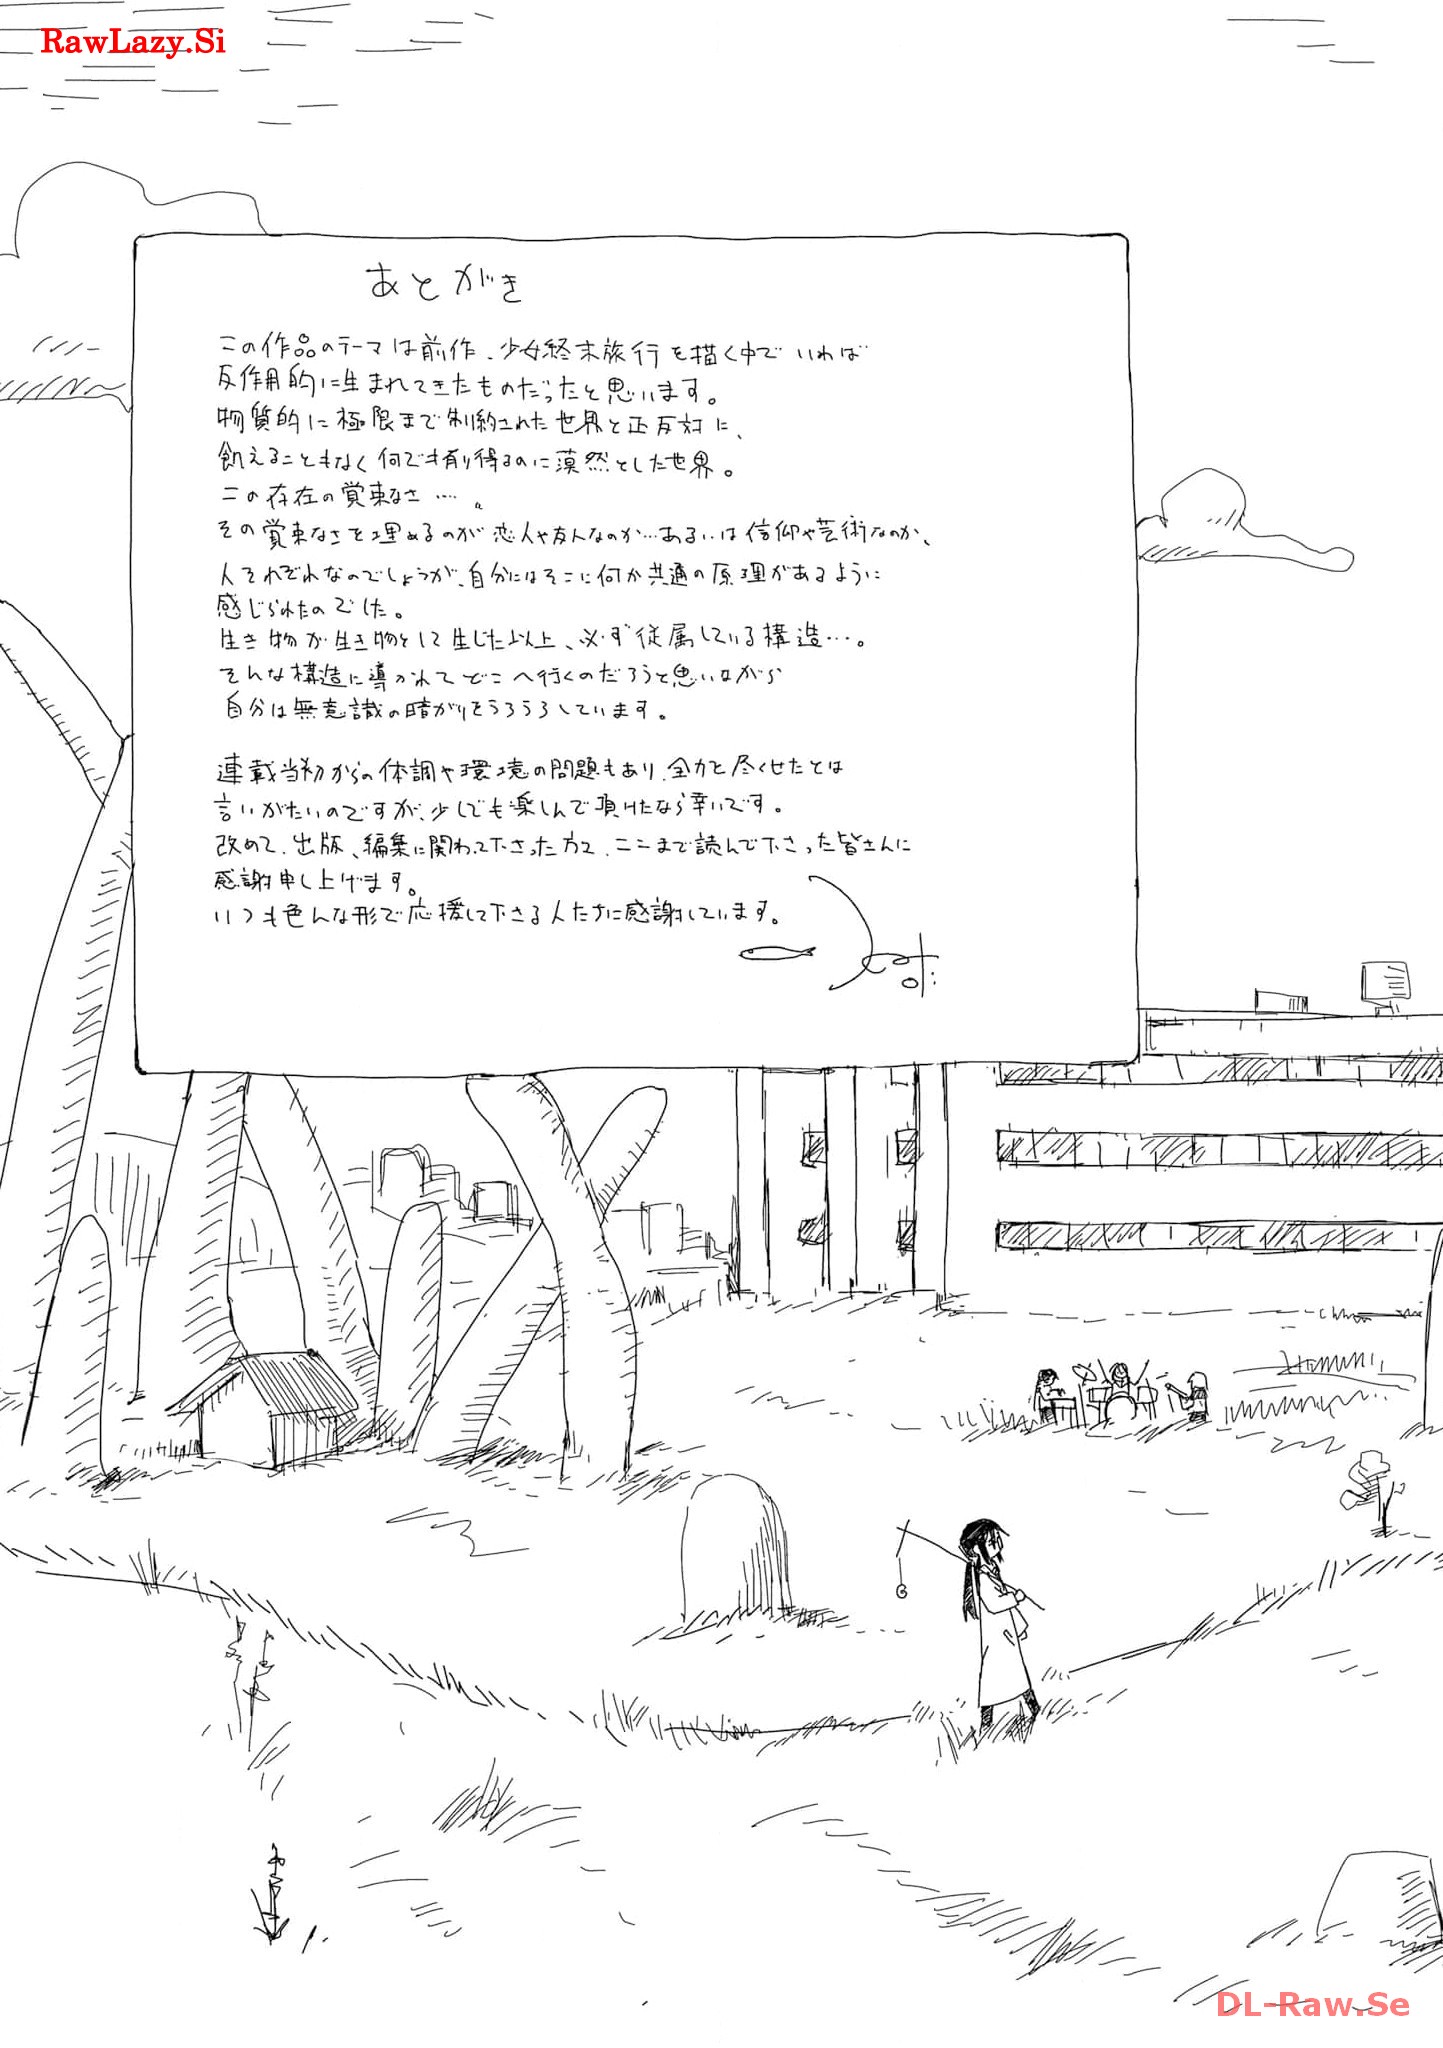 RawLazy.Si
あとがき
この作品のテーマは前作、少女終末旅行を描く中でいわば
反作用的に生まれてきたものだったと思います。
物質的に極限まで制約された世界と正反対に、
飢えることもなく何でも有り得るのに漠然とした世界。
この存在の覚束なさ…。
その覚束なさを埋めるのが恋人や友人なのか…あるいは信仰や芸術なのか、
人それぞれなのでしょうが、自分にはそこに何か共通の原理があるように
感じられたのでした。
生き物が生き物として生じた以上、必ず従属している構造…。
そんな構造に導かれてどこへ行くのだろうと思いながら
自分は無意識の暗がりをうろうろしています。
連載当初からの体調や環境の問題もあり、全力を尽くせたとは
言いがたいのですが、少しでも楽しんで頂けたなら幸いです。
改めて、出版、編集に関わって下さった方々、ここまで読んで下さった皆さんに
感謝申し上げます。
いつも色んな形で応援して下さる人たちに感謝しています。
DL-Raw.Se